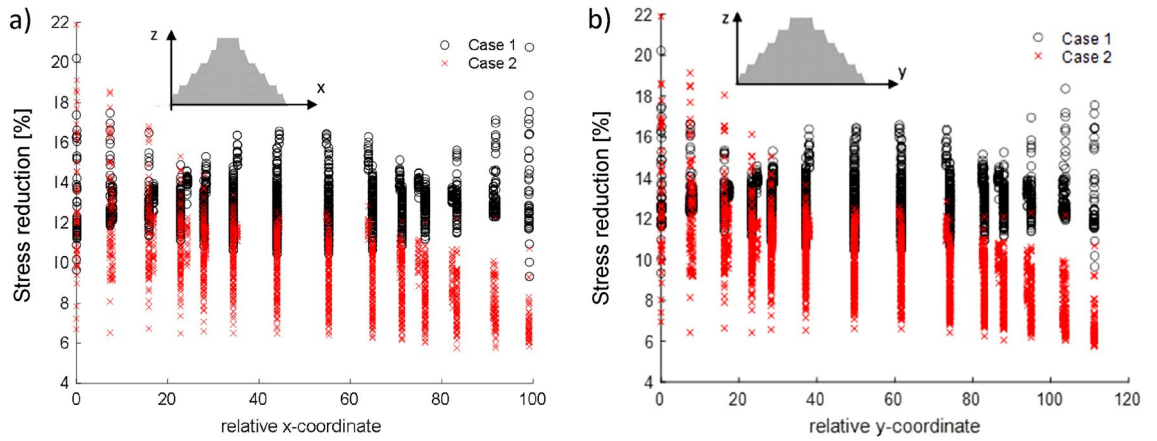 a)
22
20
18
16
14
12
10
8
6
4
Stress reduction [%]
z
x
Case 1
Case 2
0
20
40
60
80
100
relative x-coordinate
b)
22
20
18
16
14
12
10
8
6
4
Stress reduction [%]
z
y
Case 1
Case 2
0
20
40
60
80
100
120
relative y-coordinate